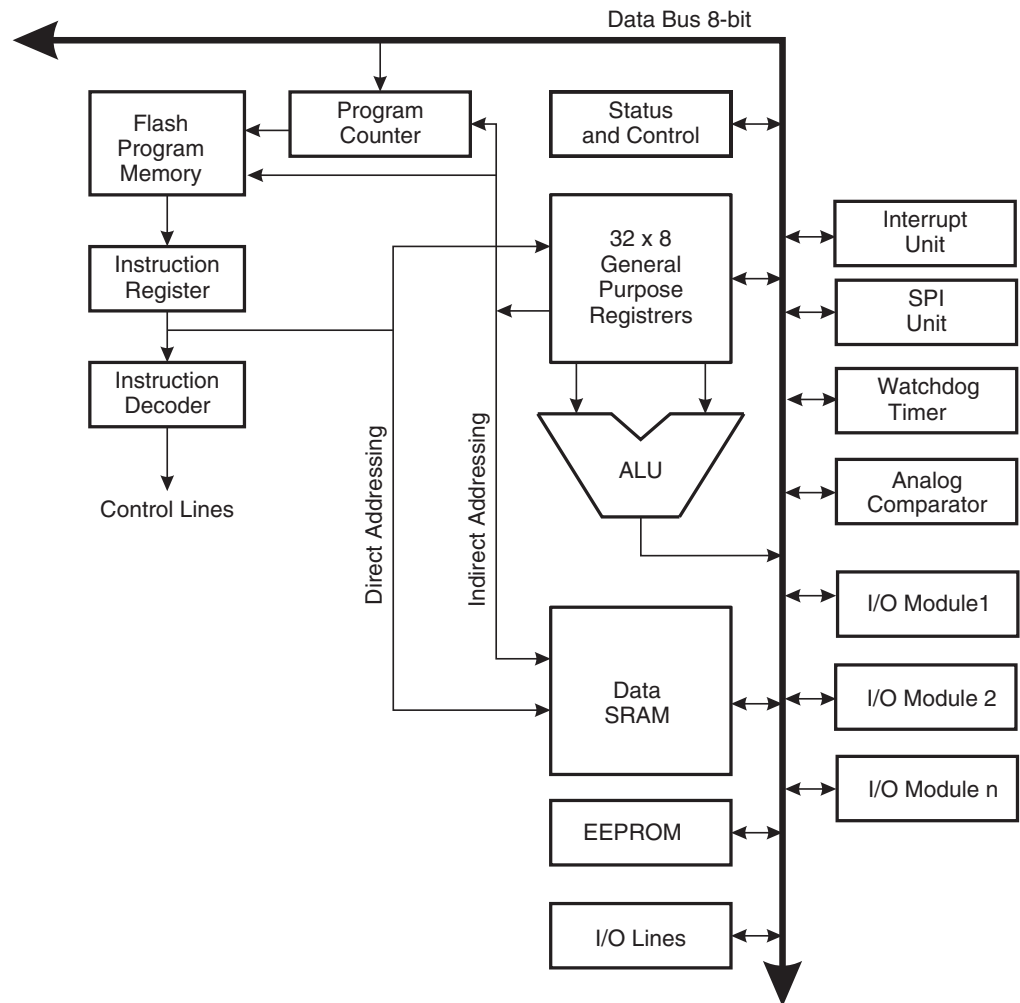 Data Bus 8-bit
Flash
Program
Memory
Program
Counter
Status
and Control
Interrupt
Unit
32 x 8
General
Purpose
Registrers
Instruction
Register
SPI
Unit
Instruction
Decoder
Watchdog
Timer
Control Lines
Direct Addressing
Indirect Addressing
ALU
Analog
Comparator
I/O Module1
Data
SRAM
I/O Module 2
I/O Module n
EEPROM
I/O Lines